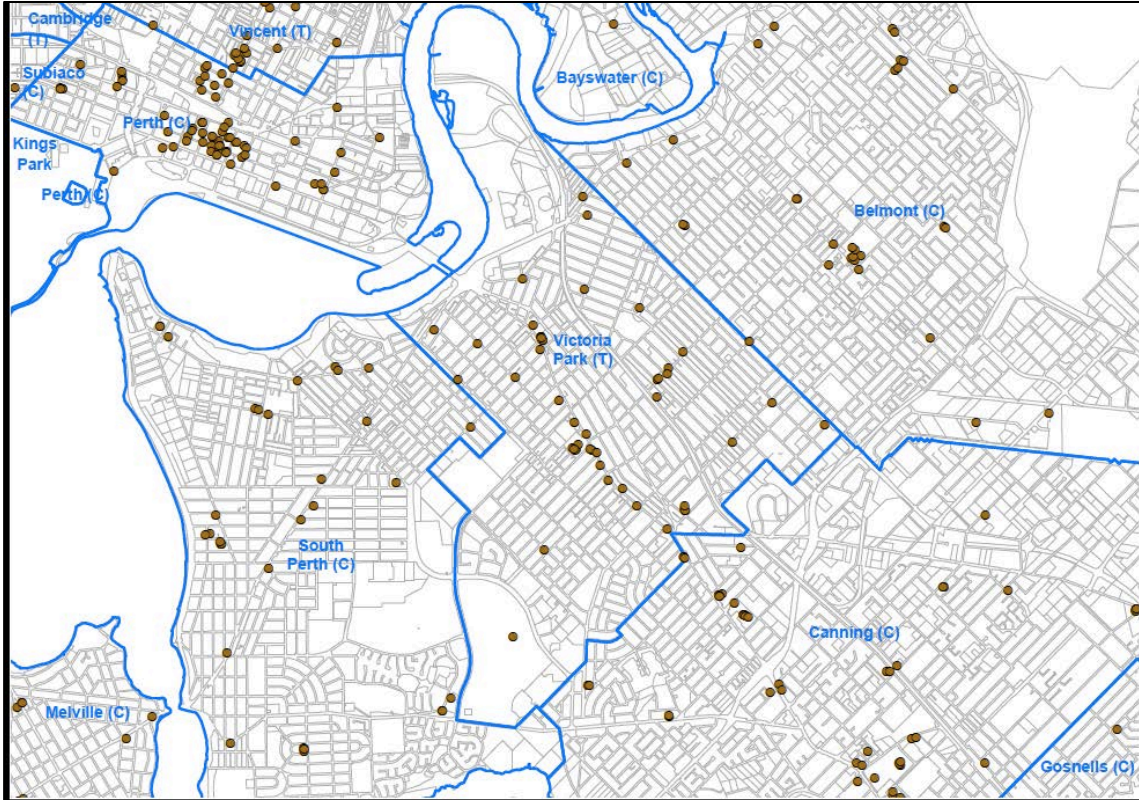 Cambridge
(T)
Vincent (T)
Subiaco
(C)
Bayswater (C)
Perth (C)
Kings
Park
Perth (C)
Belmont (C)
Victoria
Park (T)
South
Perth (C)
Canning (C)
Melville (C)
Gosnells (C)